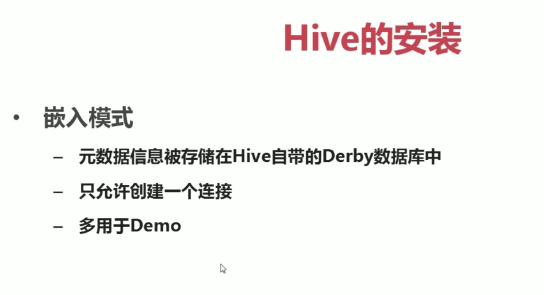 Hive的安装
• 嵌入模式
– 元数据信息被存储在Hive自带的Derby数据库中
– 只允许创建一个连接
– 多用于Demo